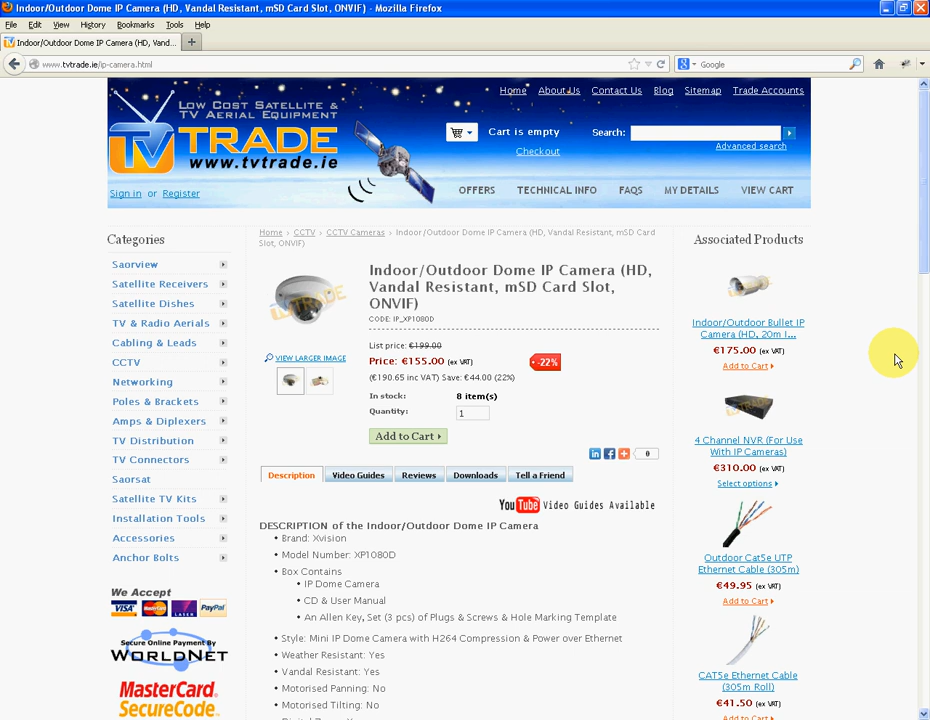 Indoor/Outdoor Dome IP Camera (HD, Vandal Resistant, mSD Card Slot, ONVIF) - Mozilla Firefox
File Edit View History Bookmarks Tools Help
Indoor/Outdoor Dome IP Camera (HD, Vand...
www.tvtrade.ie/ip-camera.html
Google
Home About Us Contact Us Blog Sitemap Trade Accounts
LOW COST SATELLITE &
TV AERIAL EQUIPMENT
TV TRADE
www.tvtrade.ie
Cart is empty
Checkout
Search:
Advanced search
Sign in or Register
OFFERS TECHNICAL INFO FAQS MY DETAILS VIEW CART
Categories
Saorview
Satellite Receivers
Satellite Dishes
TV & Radio Aerials
Cabling & Leads
CCTV
Networking
Poles & Brackets
Amps & Diplexers
TV Distribution
TV Connectors
Saorsat
Satellite TV Kits
Installation Tools
Accessories
Anchor Bolts
We Accept
VISA MasterCard LASER PayPal
Secure Online Payment By
WORLDNET
MasterCard.
SecureCode.
Home › CCTV › CCTV Cameras › Indoor/Outdoor Dome IP Camera (HD, Vandal Resistant, mSD Card
Slot, ONVIF)
Indoor/Outdoor Dome IP Camera (HD,
Vandal Resistant, mSD Card Slot,
ONVIF)
CODE: IP_XP1080D
List price: €199.00
Price: €155.00 (ex VAT)
-22%
(€190.65 inc VAT) Save: €44.00 (22%)
In stock: 8 item(s)
Quantity: 1
Add to Cart
VIEW LARGER IMAGE
0
Description Video Guides Reviews Downloads Tell a Friend
YouTube Video Guides Available
DESCRIPTION of the Indoor/Outdoor Dome IP Camera
• Brand: Xvision
• Model Number: XP1080D
• Box Contains
• IP Dome Camera
• CD & User Manual
• An Allen Key, Set (3 pcs) of Plugs & Screws & Hole Marking Template
• Style: Mini IP Dome Camera with H264 Compression & Power over Ethernet
• Weather Resistant: Yes
• Vandal Resistant: Yes
• Motorised Panning: No
• Motorised Tilting: No
Associated Products
Indoor/Outdoor Bullet IP
Camera (HD, 20m I...
€175.00 (ex VAT)
Add to Cart
4 Channel NVR (For Use
With IP Cameras)
€310.00 (ex VAT)
Select options
Outdoor Cat5e UTP
Ethernet Cable (305m)
€49.95 (ex VAT)
Add to Cart
CAT5e Ethernet Cable
(305m Roll)
€41.50 (ex VAT)
Add to Cart